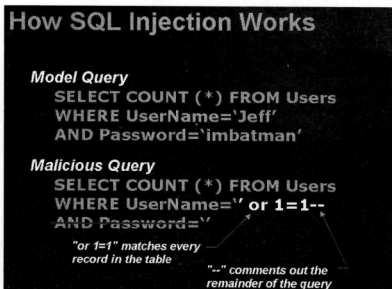 How SQL Injection Works
Model Query
SELECT COUNT (*) FROM Users
WHERE UserName=‘Jeff’
AND Password=‘imbatman’
Malicious Query
SELECT COUNT (*) FROM Users
WHERE UserName=‘’ or 1=1--
AND Password=‘’
"or 1=1" matches every
record in the table
"--" comments out the
remainder of the query